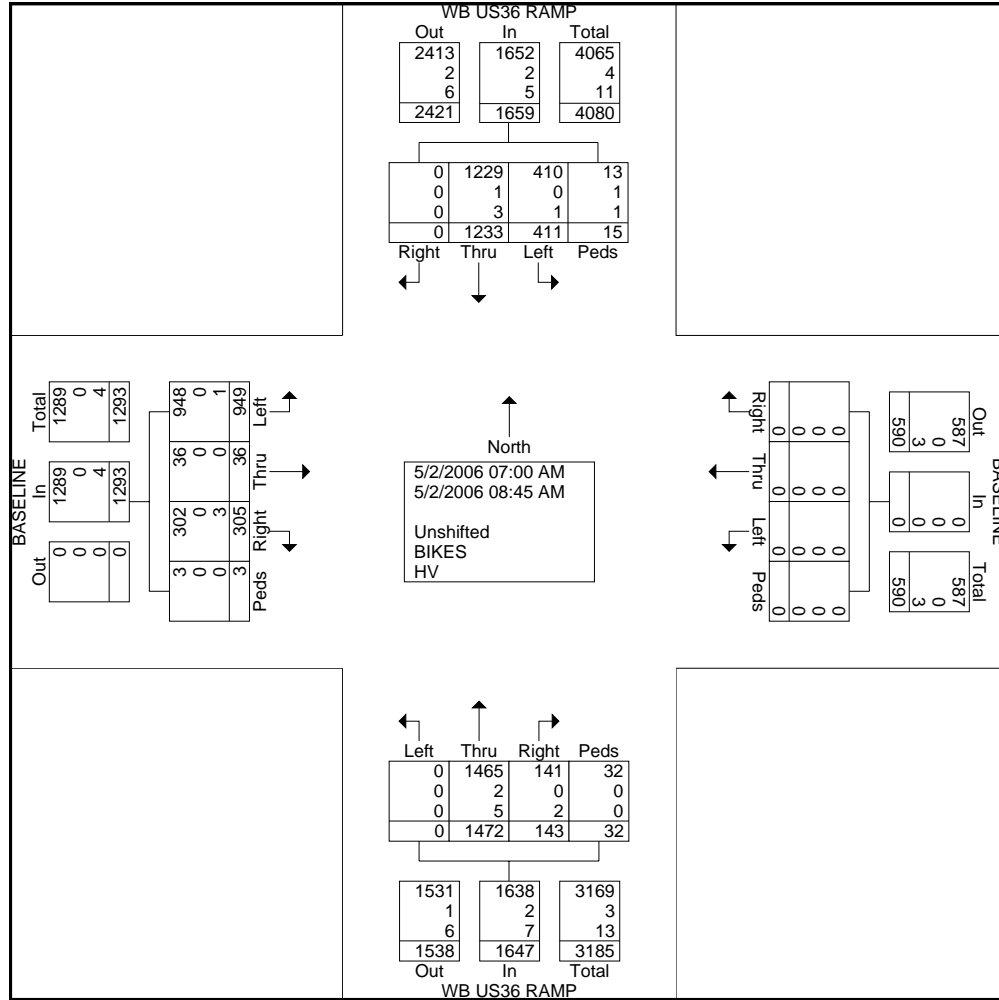 WB US36 RAMP
Out In Total
2413 1652 4065
2 2 4
6 5 11
2421 1659 4080
0 1229 410 13
0 1 0 1
0 3 1 1
0 1233 411 15
Right Thru Left Peds
BASELINE
Total 1289 0 4 1293
In 1289 0 4 1293
Out 0 0 0 0
948 0 1 949 Left
36 0 0 36 Thru
302 0 3 305 Right
3 0 0 3 Peds
North
5/2/2006 07:00 AM
5/2/2006 08:45 AM
Unshifted
BIKES
HV
Right 0 0 0 0
Thru 0 0 0 0
Left 0 0 0 0
Peds 0 0 0 0
Out 587 0 3 590
In 0 0 0 0
Total 587 0 3 590
BASELINE
Left Thru Right Peds
0 1465 141 32
0 2 0 0
0 5 2 0
0 1472 143 32
1531 1638 3169
1 2 3
6 7 13
1538 1647 3185
Out In Total
WB US36 RAMP